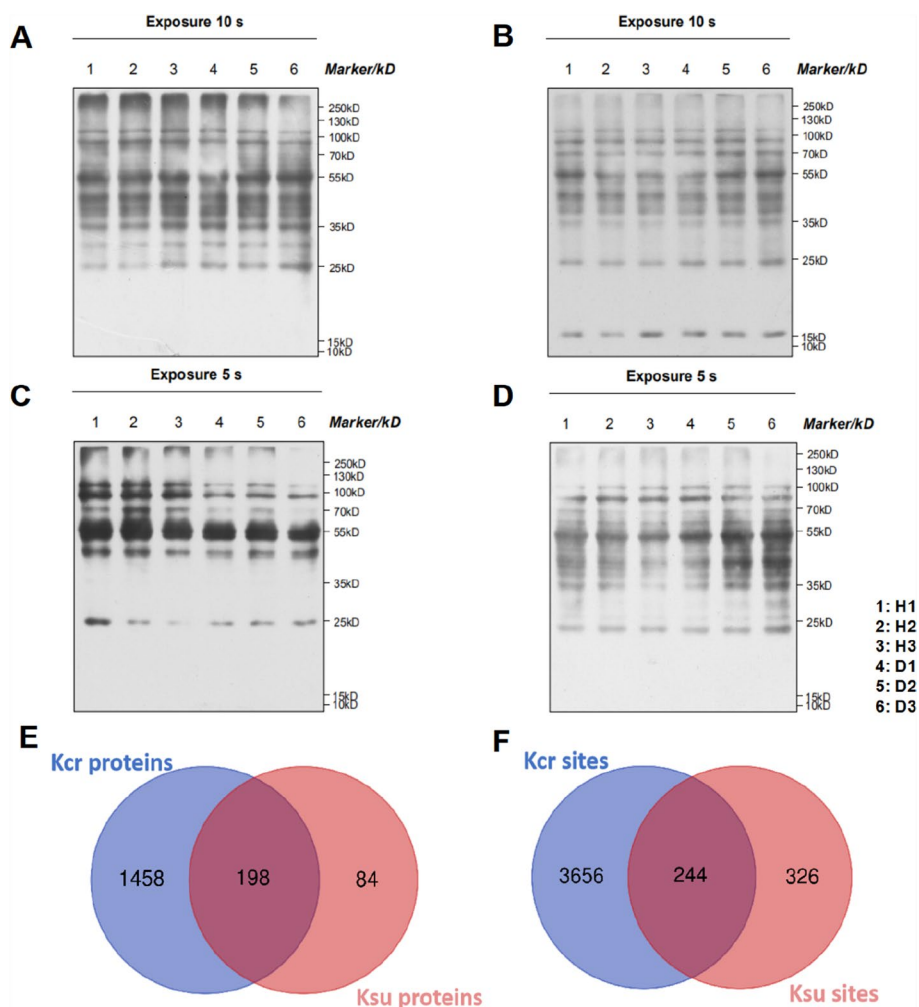 A
Exposure 10 s
1 2 3 4 5 6 Marker/kD
250kD
130kD
100kD
70kD
55kD
35kD
25kD
15kD
10kD
B
Exposure 10 s
1 2 3 4 5 6 Marker/kD
250kD
130kD
100kD
70kD
55kD
35kD
25kD
15kD
10kD
C
Exposure 5 s
1 2 3 4 5 6 Marker/kD
250kD
130kD
100kD
70kD
55kD
35kD
25kD
15kD
10kD
D
Exposure 5 s
1 2 3 4 5 6 Marker/kD
250kD
130kD
100kD
70kD
55kD
35kD
25kD
15kD
10kD
1: H1
2: H2
3: H3
4: D1
5: D2
6: D3
E
Kcr proteins
1458 198 84
Ksu proteins
F
Kcr sites
3656 244 326
Ksu sites